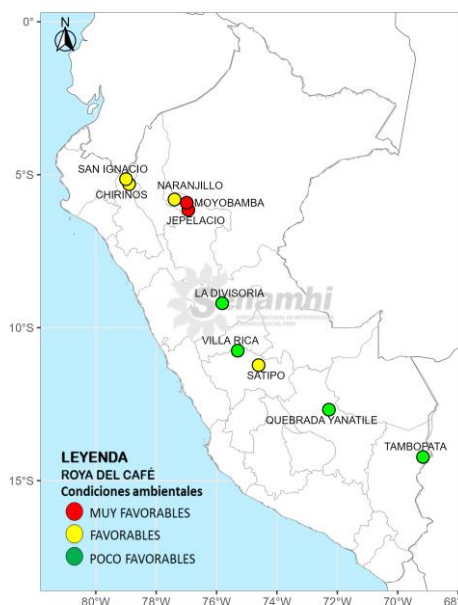 N
0°
SAN IGNACIO
CHIRINOS
NARANJILLO
MOYOBAMBA
JEPELACIO
5°S
LA DIVISORIA
Senamhi
10°S
VILLA RICA
SATIPO
QUEBRADA YANATILE
TAMBOPATA
15°S
LEYENDA
ROYA DEL CAFÉ
Condiciones ambientales
MUY FAVORABLES
FAVORABLES
POCO FAVORABLES
80°W 78°W 76°W 74°W 72°W 70°W 68°W